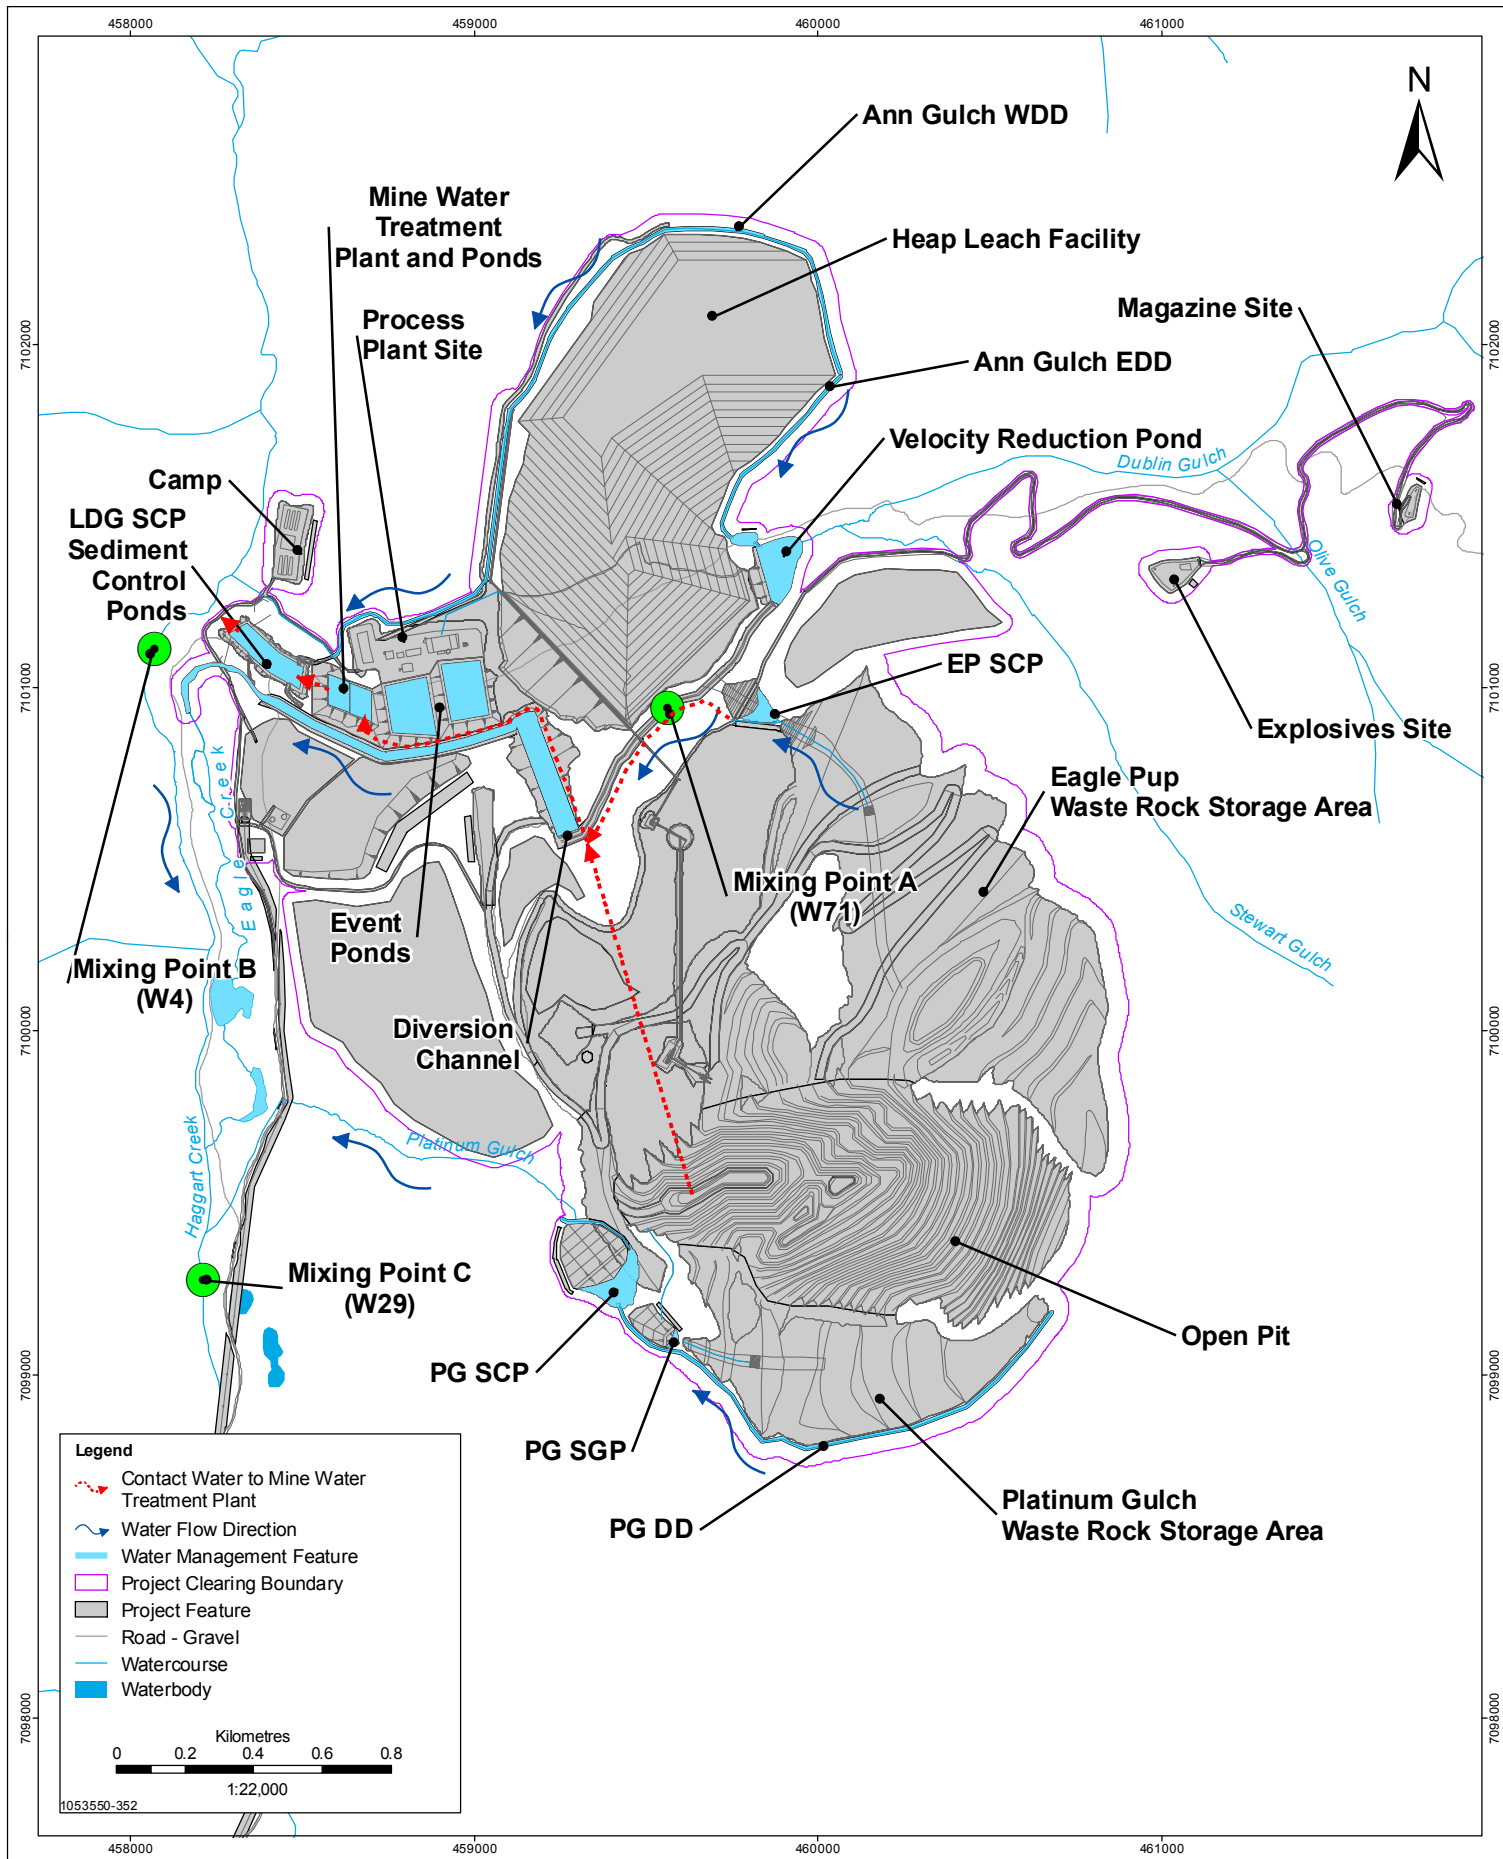 458000
459000
460000
461000
N
Ann Gulch WDD
Mine Water
Treatment
Plant and Ponds
Heap Leach Facility
Magazine Site
Process
Plant Site
7102000
7102000
Ann Gulch EDD
Velocity Reduction Pond
Dublin Gulch
Camp
LDG SCP
Sediment
Control
Ponds
Olive Gulch
EP SCP
7101000
7101000
Explosives Site
Eagle Creek
Eagle Pup
Waste Rock Storage Area
Mixing Point A
(W71)
Event
Ponds
Stewart Gulch
Mixing Point B
(W4)
Diversion
Channel
7100000
7100000
Platinum Gulch
Haggart Creek
Mixing Point C
(W29)
Open Pit
PG SCP
7099000
7099000
PG SGP
PG DD
Platinum Gulch
Waste Rock Storage Area
Legend
Contact Water to Mine Water
Treatment Plant
Water Flow Direction
Water Management Feature
Project Clearing Boundary
Project Feature
Road - Gravel
Watercourse
Waterbody
7098000
7098000
Kilometres
0 0.2 0.4 0.6 0.8
1:22,000
1053550-352
458000
459000
460000
461000